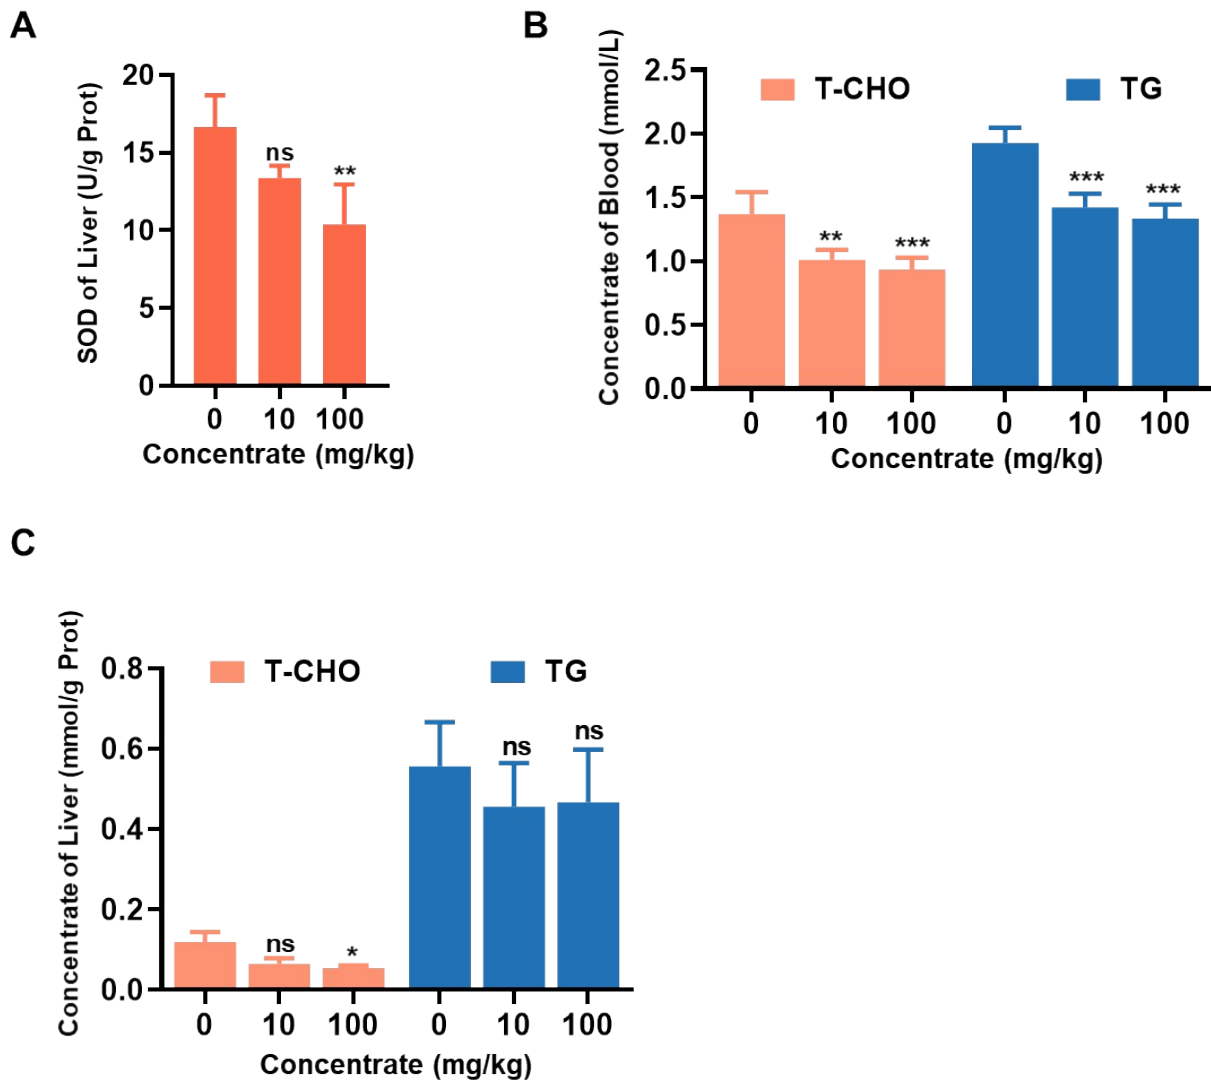 A
SOD of Liver (U/g Prot)
20
15
10
5
0
ns
**
0 10 100
Concentrate (mg/kg)
B
Concentrate of Blood (mmol/L)
T-CHO TG
2.5
2.0
1.5
1.0
0.5
0.0
** *** *** ***
0 10 100 0 10 100
Concentrate (mg/kg)
C
Concentrate of Liver (mmol/g Prot)
T-CHO TG
0.8
0.6
0.4
0.2
0.0
ns * ns ns
0 10 100 0 10 100
Concentrate (mg/kg)